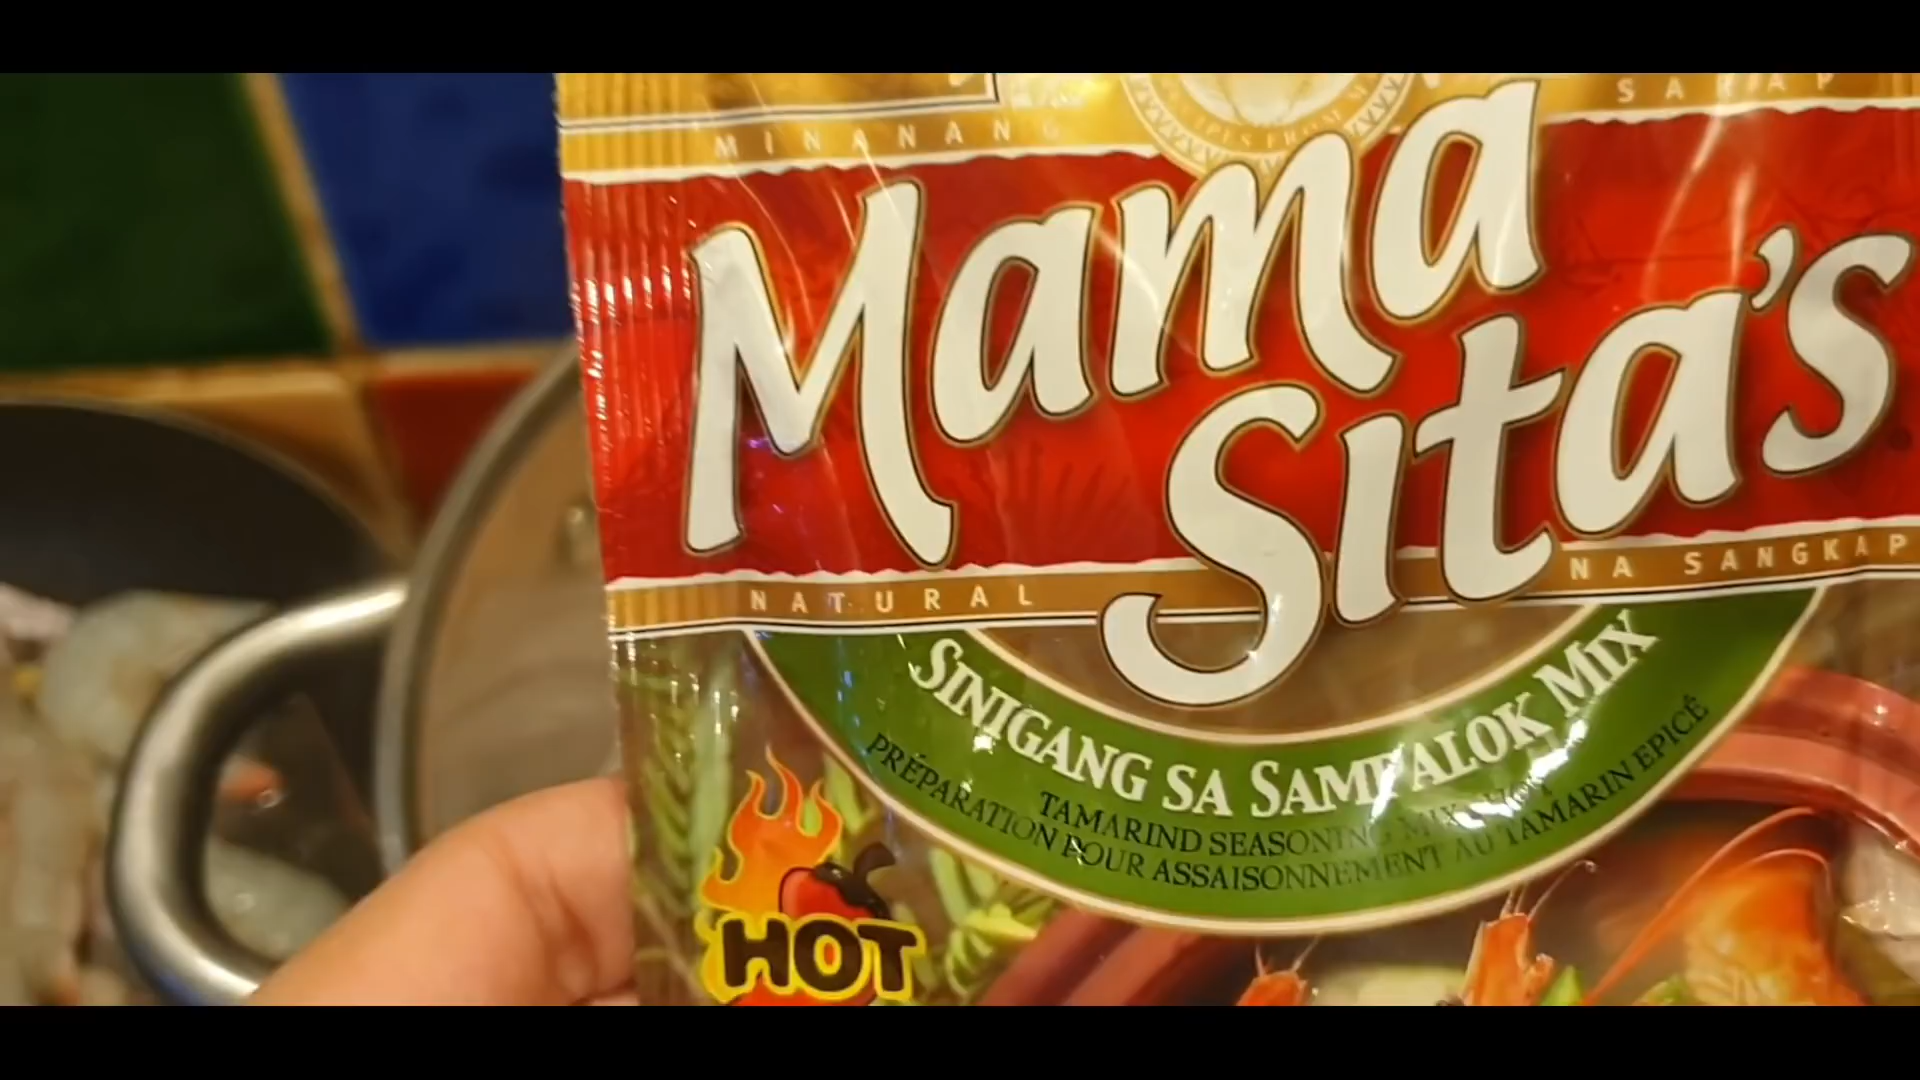 MINANANG
SARAP
Mama
Sita's
NATURAL
NA SANGKAP
SINIGANG SA SAMPALOK MIX
TAMARIND SEASONING MIX
PRÉPARATION POUR ASSAISONNEMENT AU TAMARIN EPICÉ
HOT